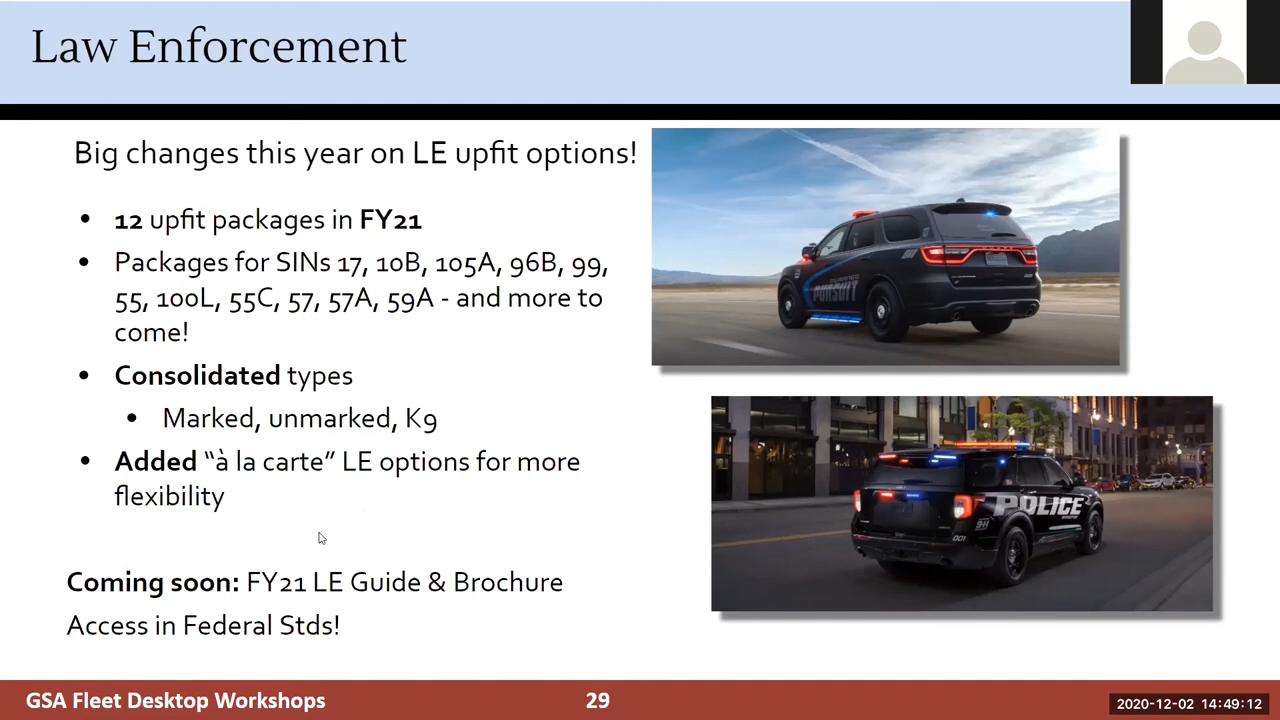 Law Enforcement
Big changes this year on LE upfit options!
• 12 upfit packages in FY21
• Packages for SINs 17, 10B, 105A, 96B, 99,
55, 100L, 55C, 57, 57A, 59A - and more to
come!
• Consolidated types
• Marked, unmarked, K9
• Added “à la carte” LE options for more
flexibility
Coming soon: FY21 LE Guide & Brochure
Access in Federal Stds!
PURSUIT
POLICE
911
001
GSA Fleet Desktop Workshops
29
2020-12-02 14:49:12